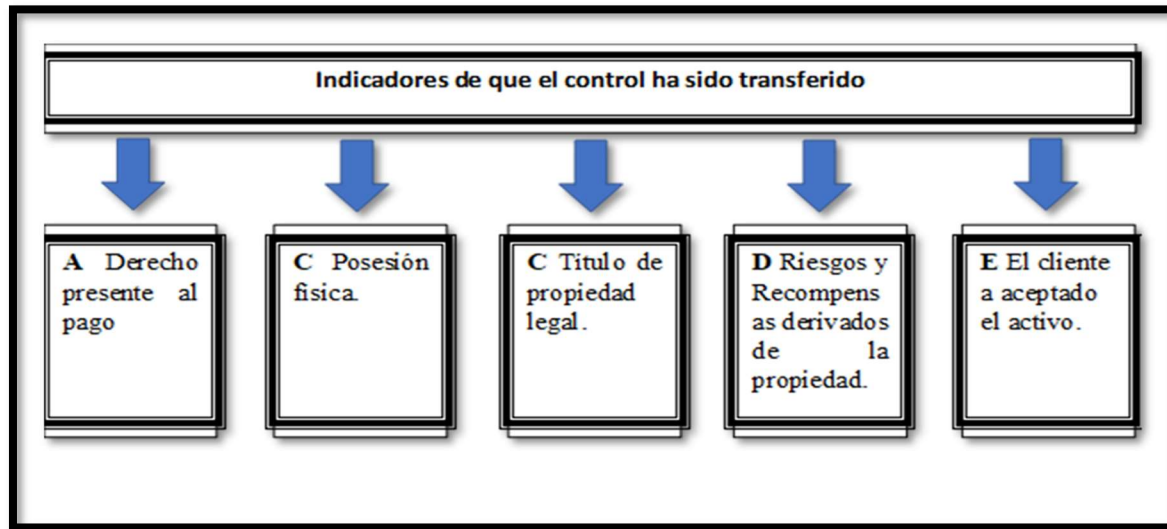 Indicadores de que el control ha sido transferido
A Derecho
presente al
pago
C Posesión
física.
C Titulo de
propiedad
legal.
D Riesgos y
Recompens
as derivados
de la
propiedad.
E El cliente
a aceptado
el activo.